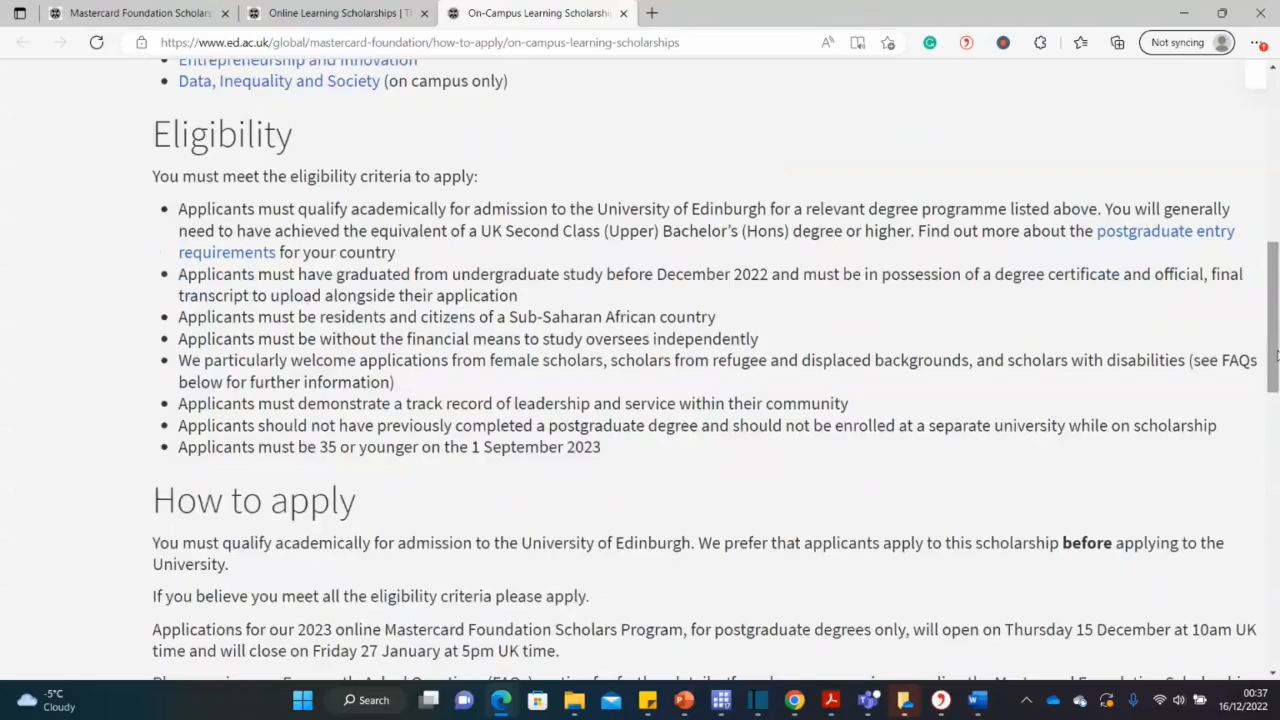 Mastercard Foundation Scholars
Online Learning Scholarships | Th
On-Campus Learning Scholarship
https://www.ed.ac.uk/global/mastercard-foundation/how-to-apply/on-campus-learning-scholarships
Not syncing
Entrepreneurship and Innovation
Data, Inequality and Society (on campus only)
Eligibility
You must meet the eligibility criteria to apply:
Applicants must qualify academically for admission to the University of Edinburgh for a relevant degree programme listed above. You will generally
need to have achieved the equivalent of a UK Second Class (Upper) Bachelor's (Hons) degree or higher. Find out more about the postgraduate entry
requirements for your country
Applicants must have graduated from undergraduate study before December 2022 and must be in possession of a degree certificate and official, final
transcript to upload alongside their application
Applicants must be residents and citizens of a Sub-Saharan African country
Applicants must be without the financial means to study oversees independently
We particularly welcome applications from female scholars, scholars from refugee and displaced backgrounds, and scholars with disabilities (see FAQs
below for further information)
Applicants must demonstrate a track record of leadership and service within their community
Applicants should not have previously completed a postgraduate degree and should not be enrolled at a separate university while on scholarship
Applicants must be 35 or younger on the 1 September 2023
How to apply
You must qualify academically for admission to the University of Edinburgh. We prefer that applicants apply to this scholarship before applying to the
University.
If you believe you meet all the eligibility criteria please apply.
Applications for our 2023 online Mastercard Foundation Scholars Program, for postgraduate degrees only, will open on Thursday 15 December at 10am UK
time and will close on Friday 27 January at 5pm UK time.
-5°C
Cloudy
Search
00:37
16/12/2022